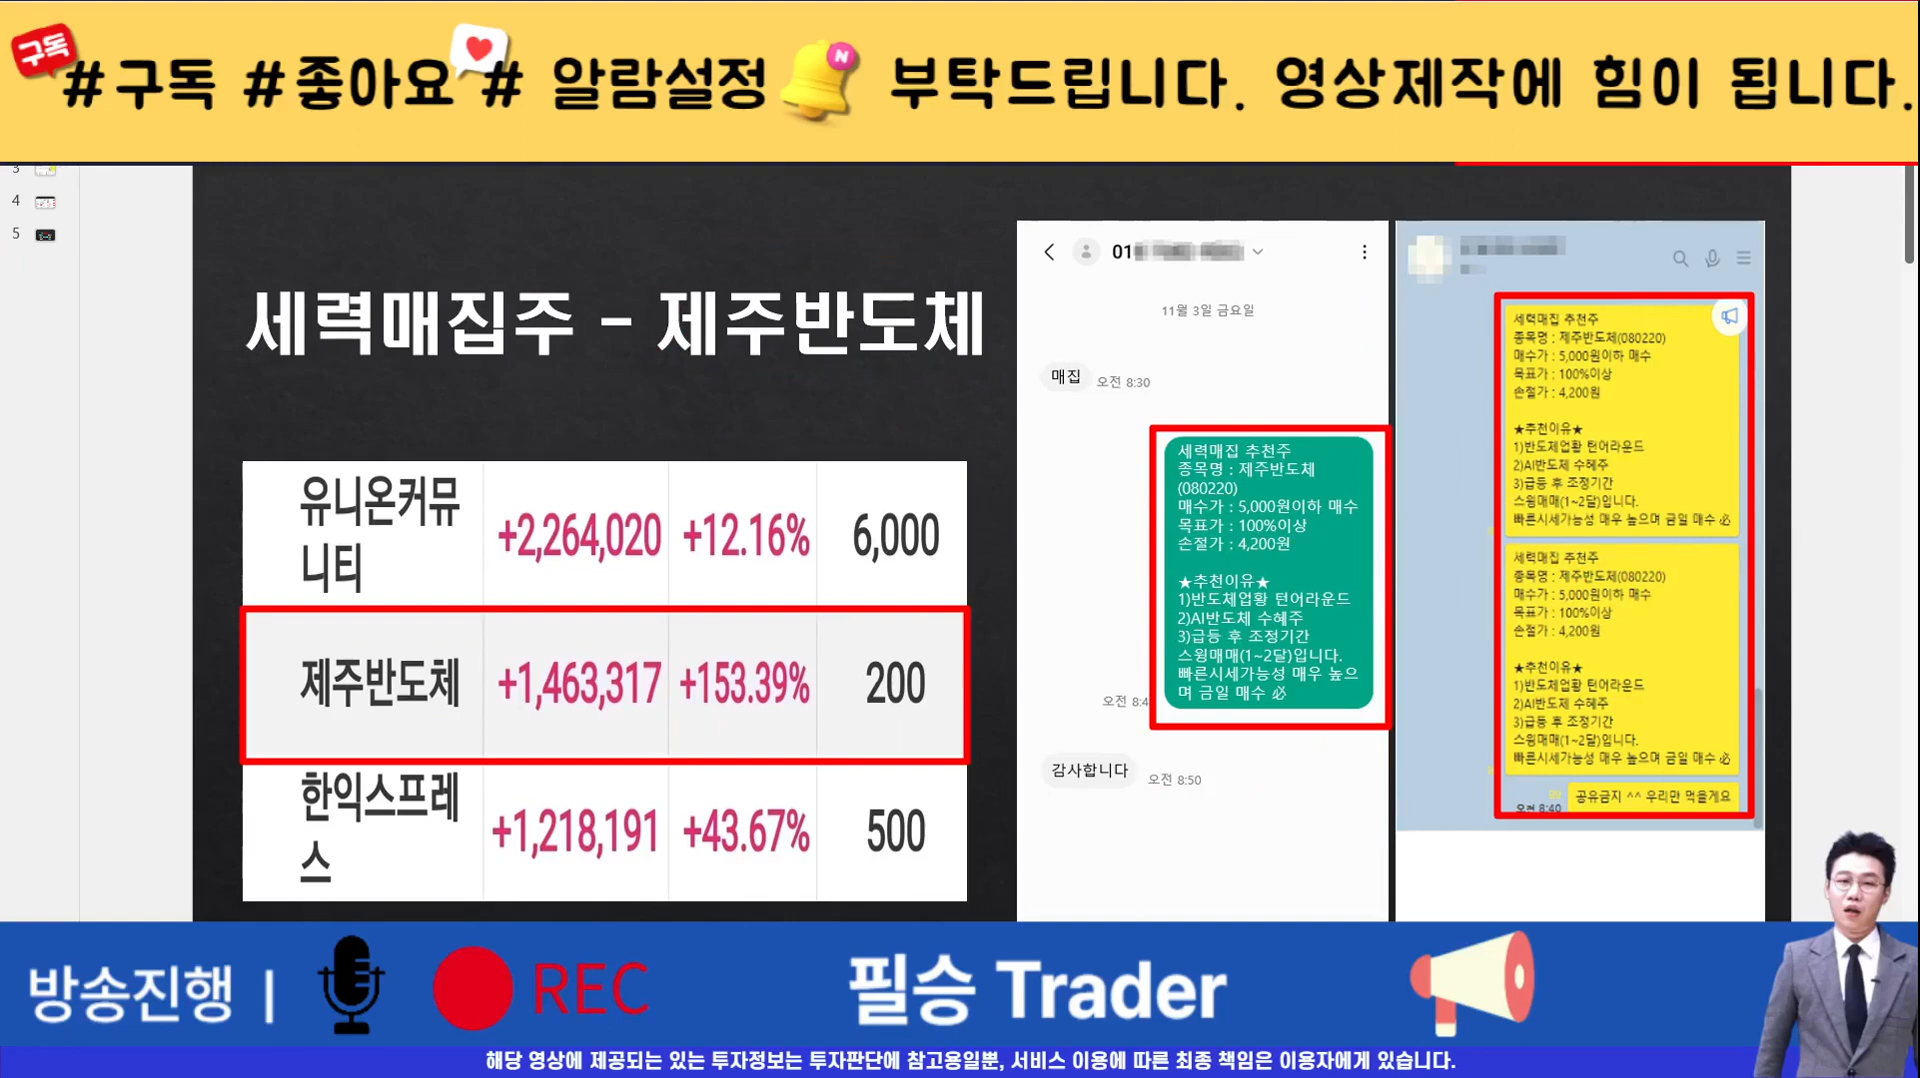 구독
#구독 #좋아요 # 알람설정 N 부탁드립니다. 영상제작에 힘이 됩니다.
3
4
5
세력매집주 - 제주반도체
유니온커뮤
니티 +2,264,020 +12.16% 6,000
제주반도체 +1,463,317 +153.39% 200
한익스프레
스 +1,218,191 +43.67% 500
01
11월 3일 금요일
매집 오전 8:30
세력매집 추천주
종목명 : 제주반도체
(080220)
매수가 : 5,000원이하 매수
목표가 : 100%이상
손절가 : 4,200원
★추천이유★
1)반도체업황 턴어라운드
2)AI반도체 수혜주
3)급등 후 조정기간
스윙매매(1~2달)입니다.
빠른시세가능성 매우 높으
며 금일 매수 必
오전 8:4
감사합니다 오전 8:50
세력매집 추천주
종목명 : 제주반도체(080220)
매수가 : 5,000원이하 매수
목표가 : 100%이상
손절가 : 4,200원
★추천이유★
1)반도체업황 턴어라운드
2)AI반도체 수혜주
3)급등 후 조정기간
스윙매매(1~2달)입니다.
빠른시세가능성 매우 높으며 금일 매수 必
세력매집 추천주
종목명 : 제주반도체(080220)
매수가 : 5,000원이하 매수
목표가 : 100%이상
손절가 : 4,200원
★추천이유★
1)반도체업황 턴어라운드
2)AI반도체 수혜주
3)급등 후 조정기간
스윙매매(1~2달)입니다.
빠른시세가능성 매우 높으며 금일 매수 必
오전 8:40 공유금지 ^^ 우리만 먹을게요
방송진행 | REC 필승 Trader
해당 영상에 제공되는 있는 투자정보는 투자판단에 참고용일뿐, 서비스 이용에 따른 최종 책임은 이용자에게 있습니다.